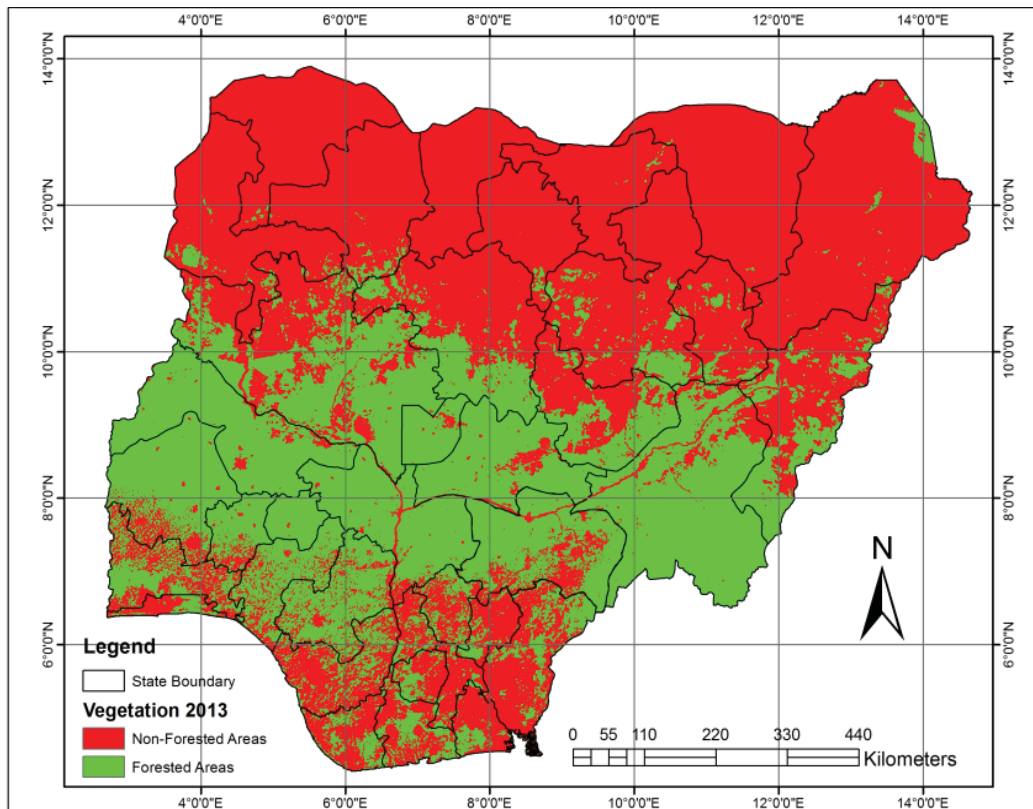 4°0'0"E 6°0'0"E 8°0'0"E 10°0'0"E 12°0'0"E 14°0'0"E
14°0'0"N 14°0'0"N
12°0'0"N 12°0'0"N
10°0'0"N 10°0'0"N
8°0'0"N 8°0'0"N
6°0'0"N 6°0'0"N
N
Legend
State Boundary
Vegetation 2013
Non-Forested Areas
Forested Areas
0 55 110 220 330 440
Kilometers
4°0'0"E 6°0'0"E 8°0'0"E 10°0'0"E 12°0'0"E 14°0'0"E